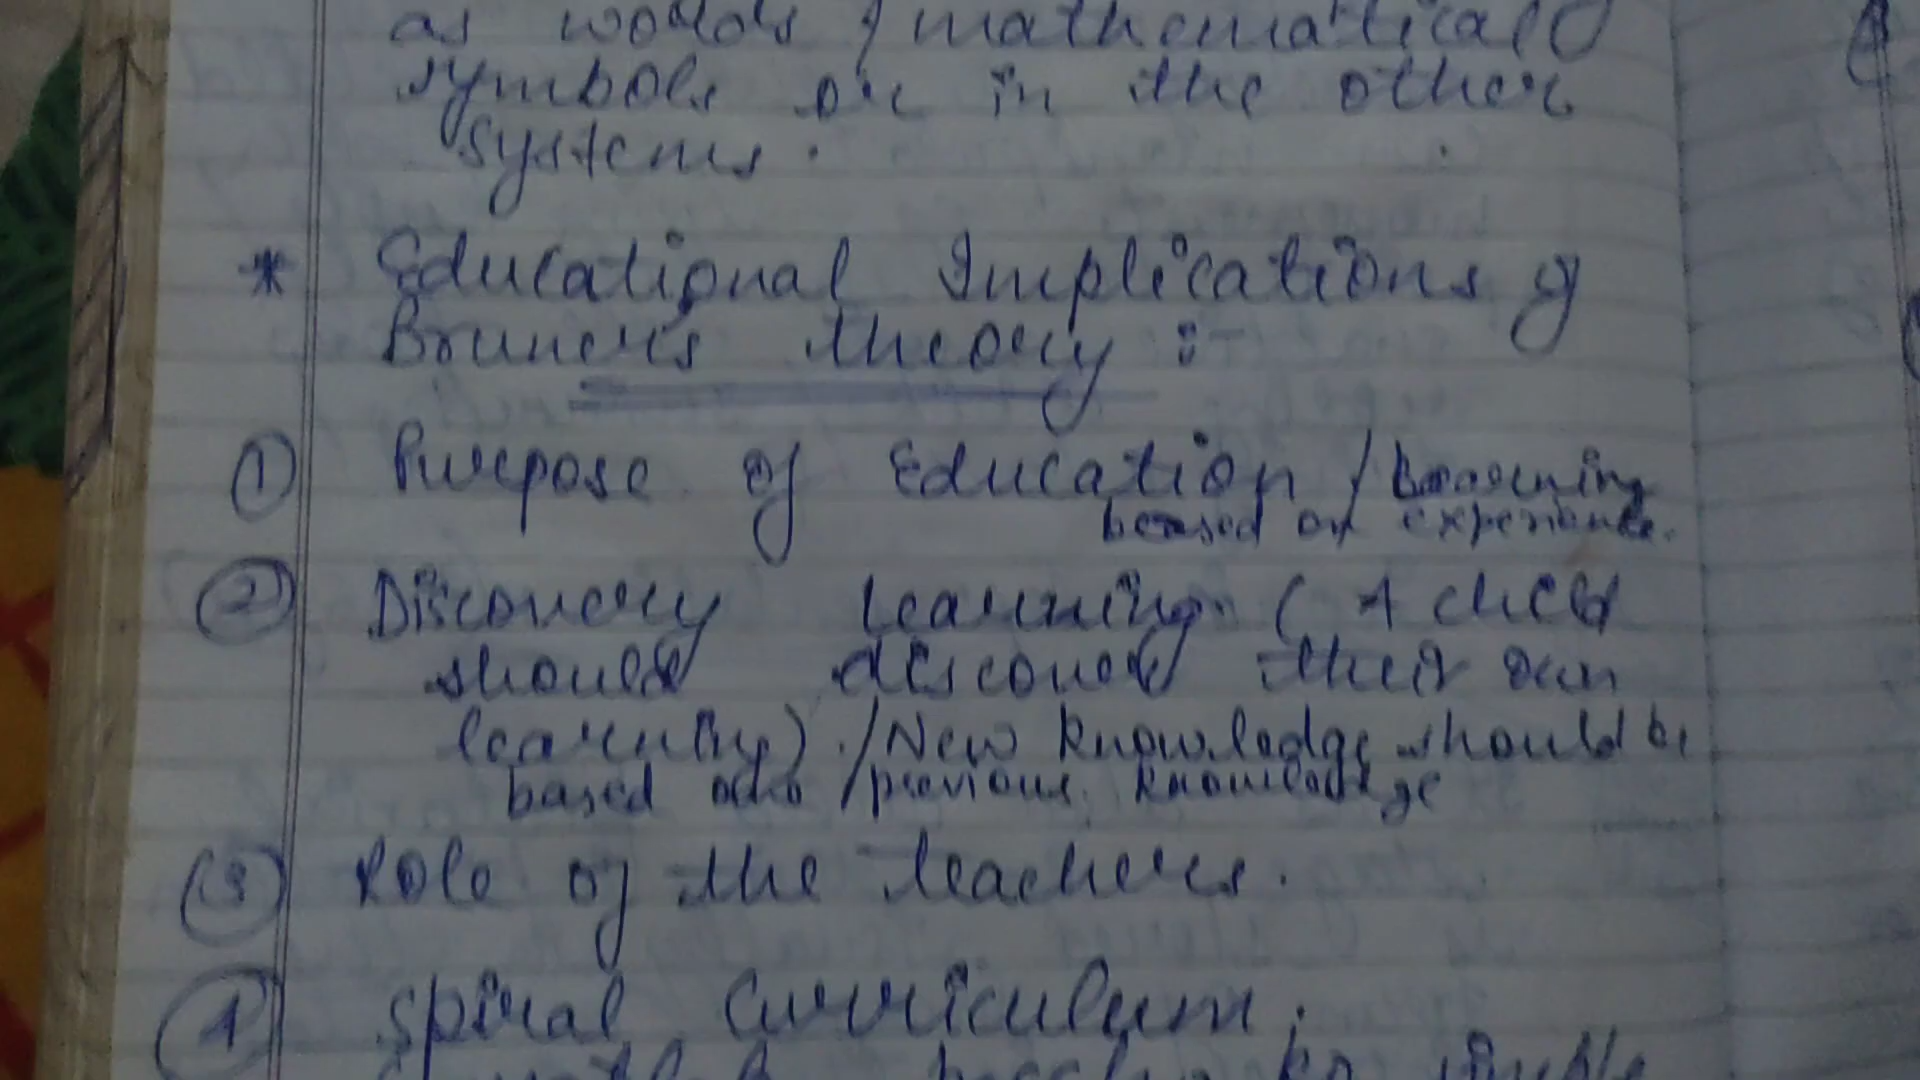 as words / mathematical
symbols or in the other
systems.
* Educational Implications of
Bruner's theory :-
① Purpose of Education / Learning
based on experience.
② Discovery learning (A child
should discover their own
learning). / New knowledge should be
based on / previous knowledge
③ Role of the teachers.
④ Spiral Curriculum.